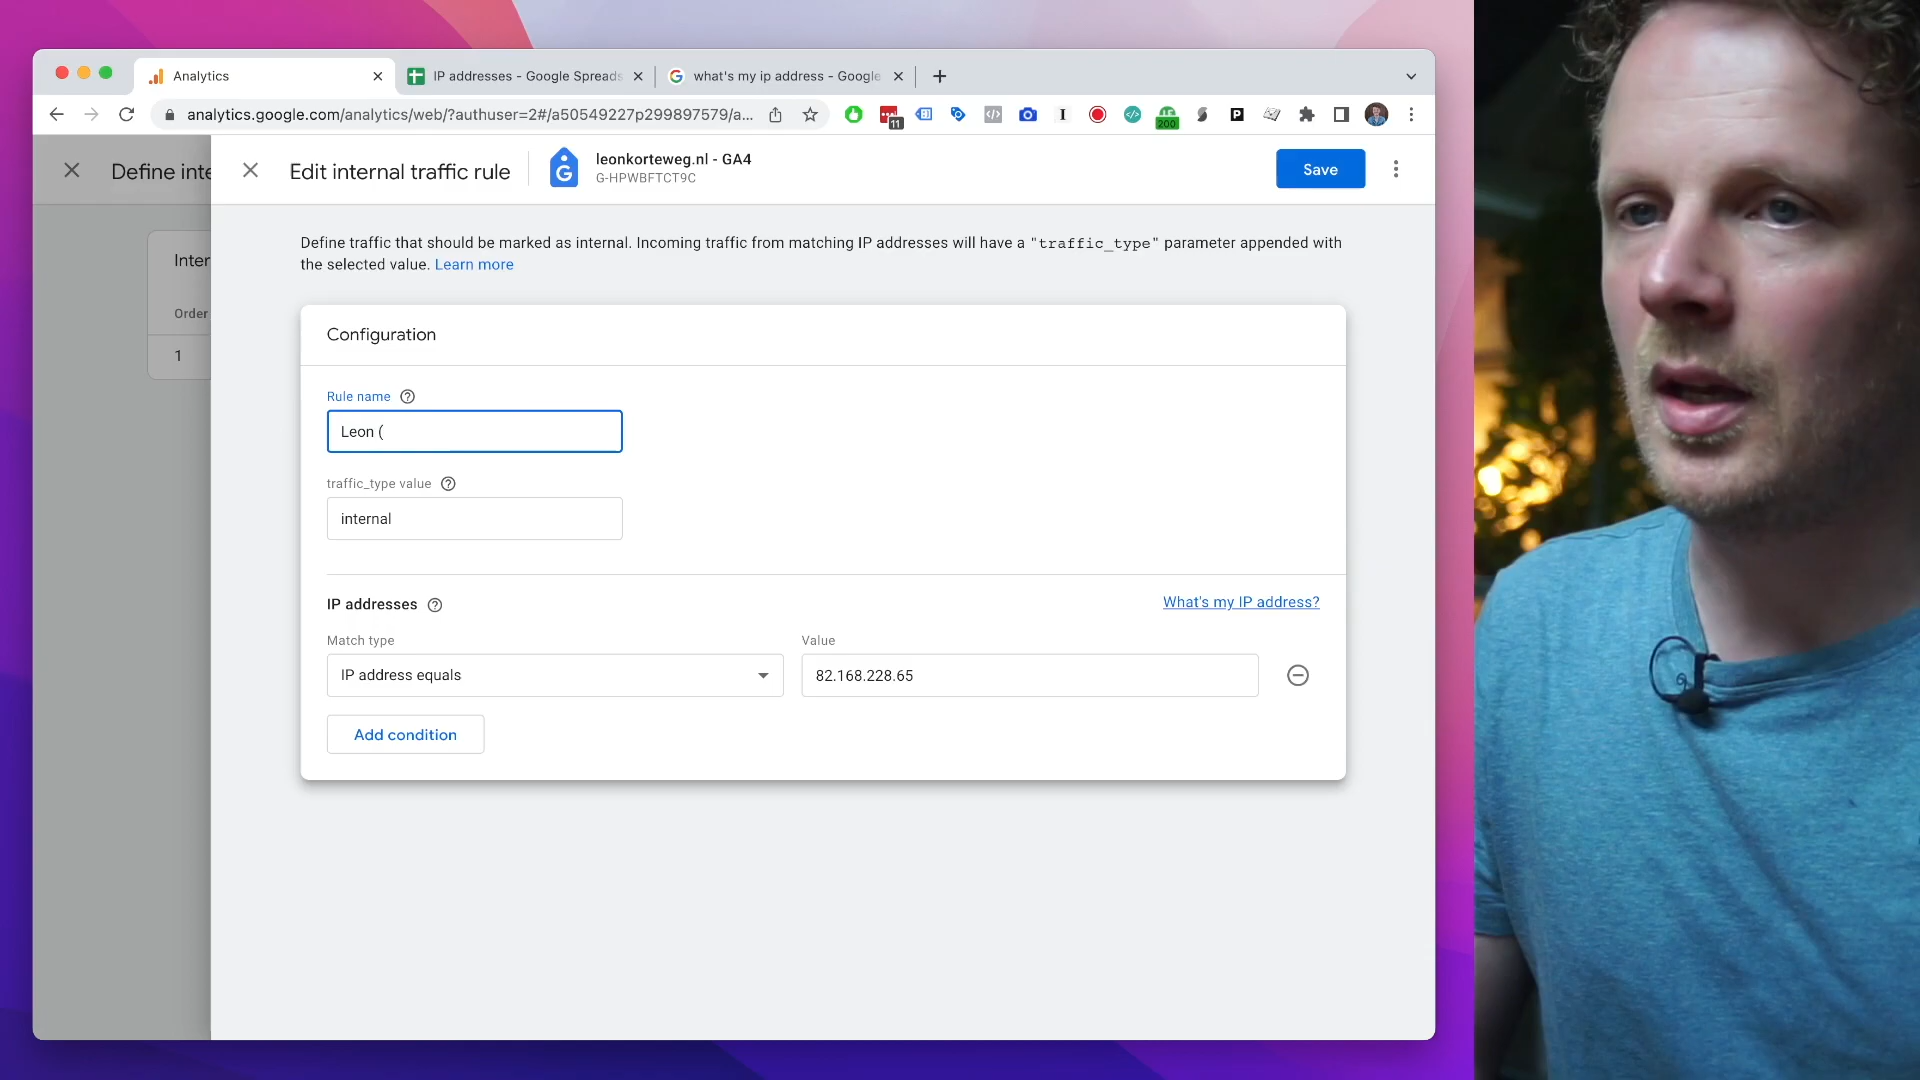 Analytics
IP addresses - Google Spreads
what's my ip address - Google
analytics.google.com/analytics/web/?authuser=2#/a50549227p299897579/a...
11
200
Define inte
Edit internal traffic rule
leonkorteweg.nl - GA4
G-HPWBFTCT9C
Save
Define traffic that should be marked as internal. Incoming traffic from matching IP addresses will have a "traffic_type" parameter appended with
the selected value. Learn more
Inter
Order
1
Configuration
Rule name
Leon (
traffic_type value
internal
IP addresses
What's my IP address?
Match type
Value
IP address equals
82.168.228.65
Add condition